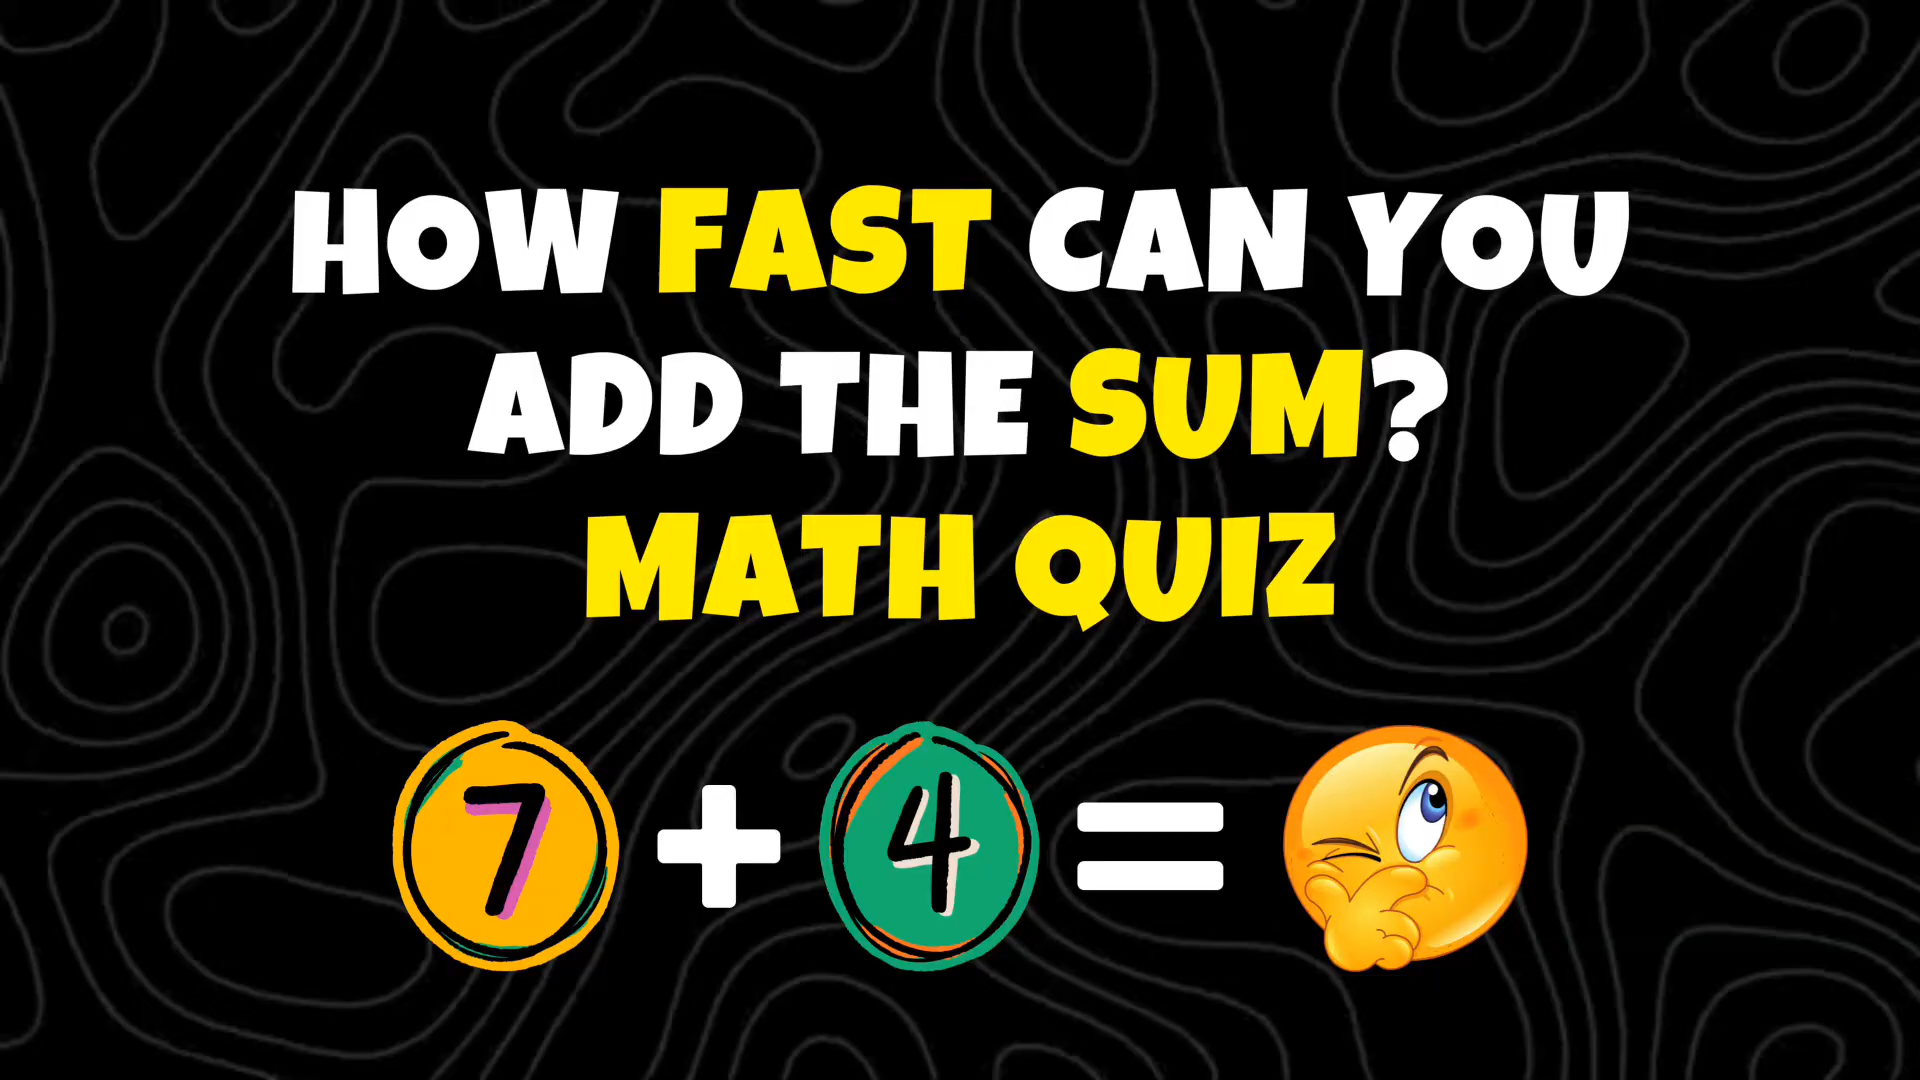 HOW FAST CAN YOU
ADD THE SUM?
MATH QUIZ
7 + 4 =